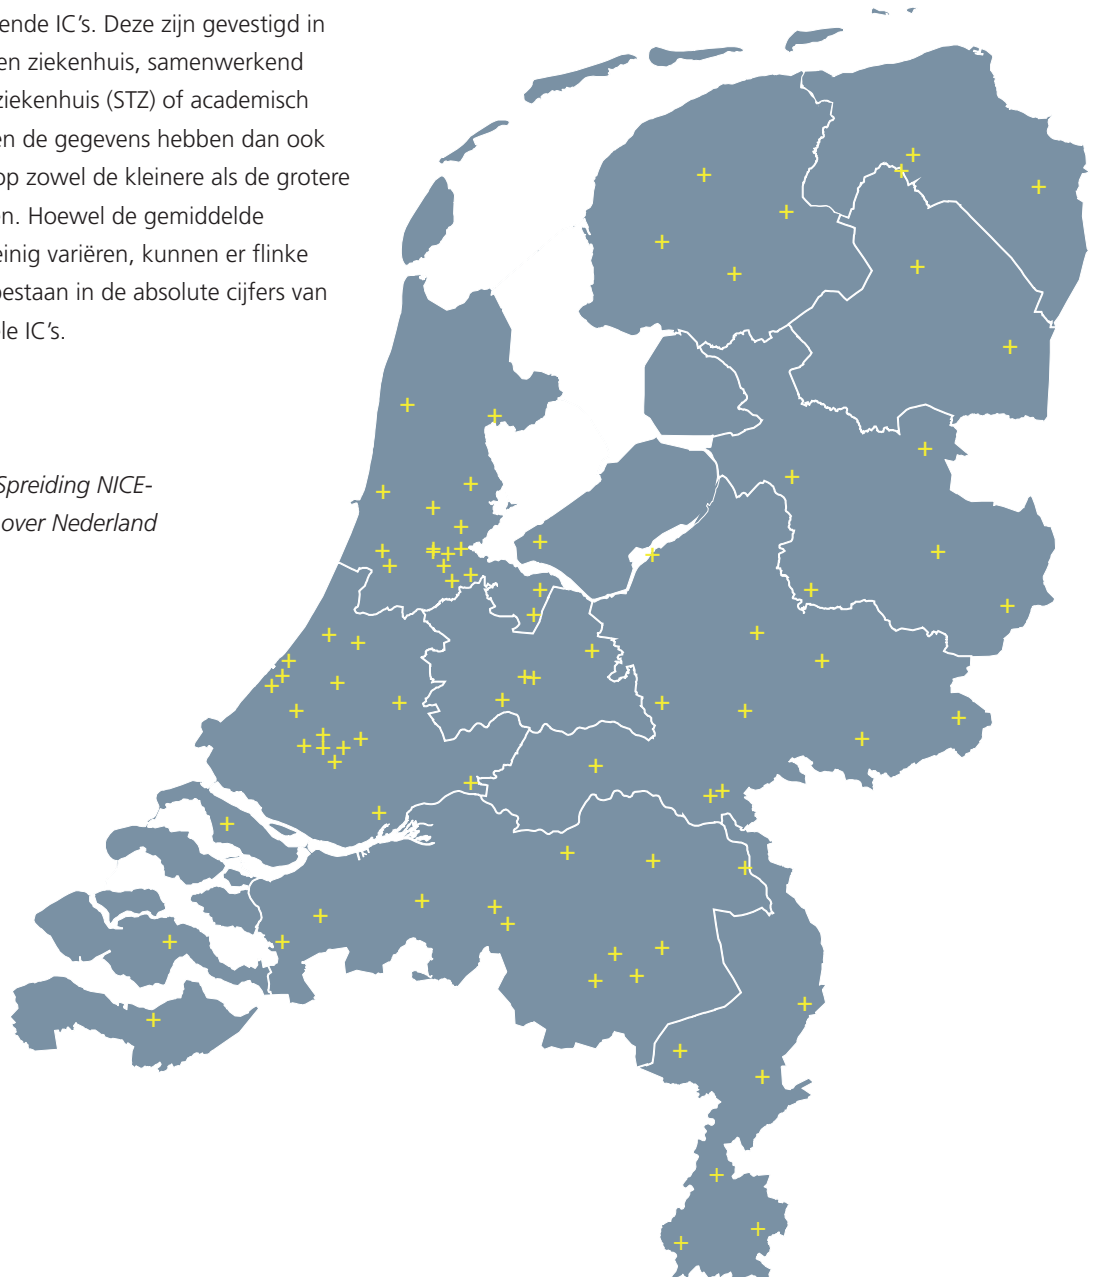 ende IC's. Deze zijn gevestigd in
en ziekenhuis, samenwerkend
ziekenhuis (STZ) of academisch
en de gegevens hebben dan ook
op zowel de kleinere als de grotere
en. Hoewel de gemiddelde
einig variëren, kunnen er flinke
bestaan in de absolute cijfers van
le IC's.
Spreiding NICE-
over Nederland